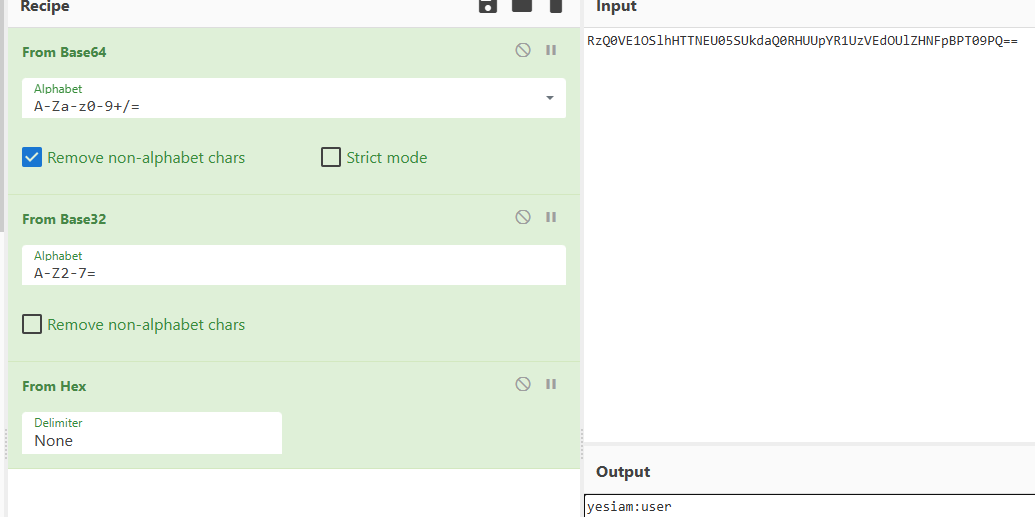 Recipe
From Base64
Alphabet
A-Za-z0-9+/=
Remove non-alphabet chars
Strict mode
From Base32
Alphabet
A-Z2-7=
Remove non-alphabet chars
From Hex
Delimiter
None
Input
RzQ0VE1OSlhHTTNEU05SUkdaQ0RHUUpYR1UzVEdOUlZHNFpBPT09PQ==
Output
yesiam:user